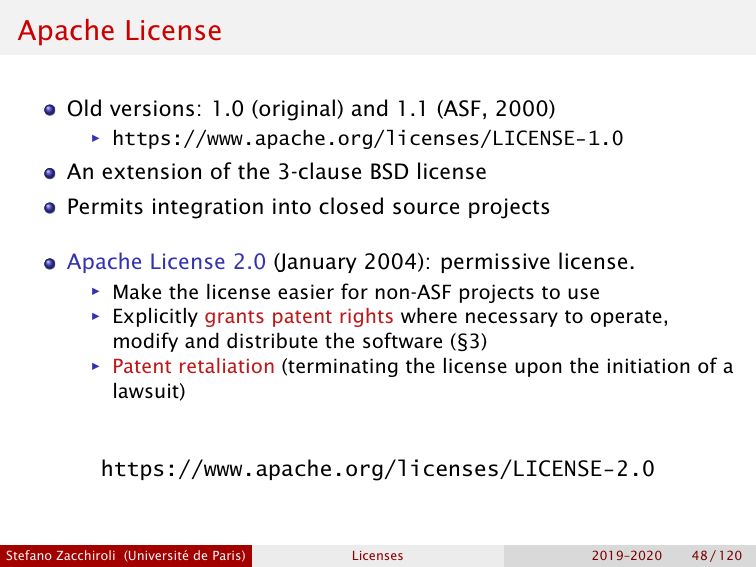 Apache License
Old versions: 1.0 (original) and 1.1 (ASF, 2000)
https://www.apache.org/licenses/LICENSE-1.0
An extension of the 3-clause BSD license
Permits integration into closed source projects
Apache License 2.0 (January 2004): permissive license.
Make the license easier for non-ASF projects to use
Explicitly grants patent rights where necessary to operate,
modify and distribute the software (§3)
Patent retaliation (terminating the license upon the initiation of a
lawsuit)
https://www.apache.org/licenses/LICENSE-2.0
Stefano Zacchiroli (Université de Paris) Licenses 2019–2020 48 / 120